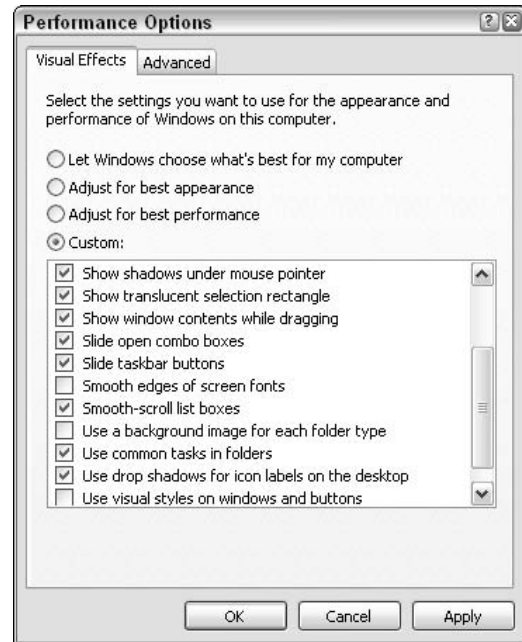 Performance Options
Visual Effects
Advanced
Select the settings you want to use for the appearance and
performance of Windows on this computer.
Let Windows choose what's best for my computer
Adjust for best appearance
Adjust for best performance
Custom:
Show shadows under mouse pointer
Show translucent selection rectangle
Show window contents while dragging
Slide open combo boxes
Slide taskbar buttons
Smooth edges of screen fonts
Smooth-scroll list boxes
Use a background image for each folder type
Use common tasks in folders
Use drop shadows for icon labels on the desktop
Use visual styles on windows and buttons
OK
Cancel
Apply